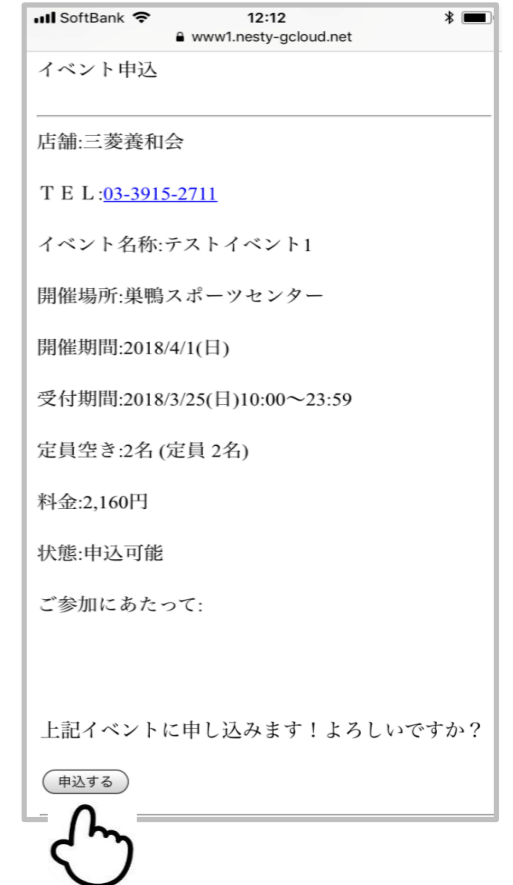 SoftBank 12:12
www1.nesty-gcloud.net
イベント申込
店舗:三菱養和会
ＴＥＬ:03-3915-2711
イベント名称:テストイベント1
開催場所:巣鴨スポーツセンター
開催期間:2018/4/1(日)
受付期間:2018/3/25(日)10:00～23:59
定員空き:2名 (定員 2名)
料金:2,160円
状態:申込可能
ご参加にあたって:
上記イベントに申し込みます！よろしいですか？
申込する